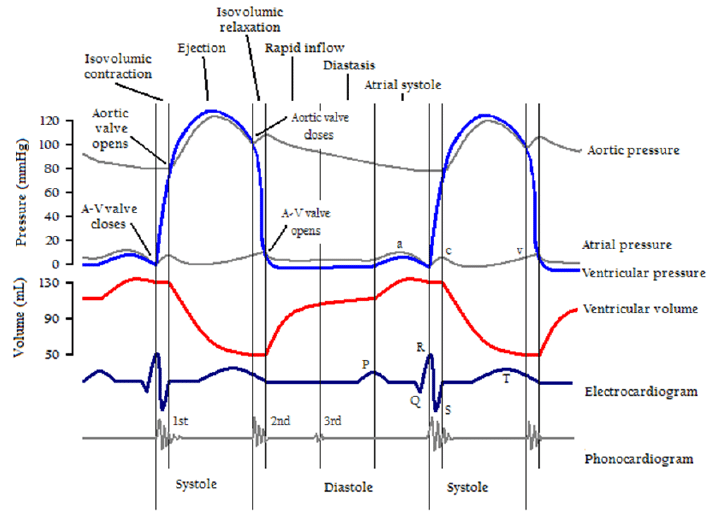 Isovolumic
relaxation
Ejection
Rapid inflow
Isovolumic
contraction
Diastasis
Atrial systole
Aortic
valve
opens
Aortic valve
closes
A-V valve
closes
A-V valve
opens
Pressure (mmHg)
120
100
80
60
40
20
0
Aortic pressure
a
c
v
Atrial pressure
Ventricular pressure
Volume (mL)
130
90
50
Ventricular volume
R
P
T
Q
S
Electrocardiogram
1st
2nd
3rd
Phonocardiogram
Systole
Diastole
Systole